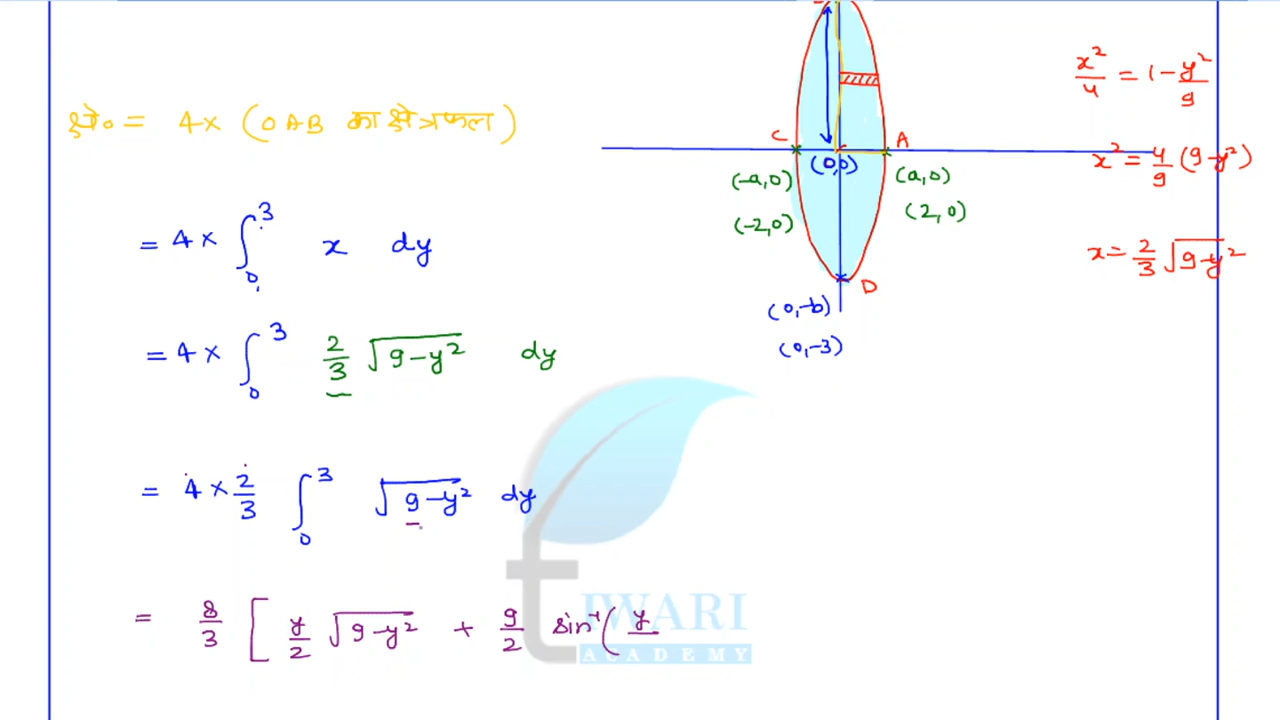 क्षे० = 4× (OAB का क्षेत्रफल)
= 4× ∫₀³ x dy
= 4× ∫₀³ 2/3 √(9−y²) dy
= 4 × 2/3 ∫₀³ √(9−y²) dy
= 8/3 [ y/2 √(9−y²) + 9/2 sin⁻¹( y/
C
A
(0,0)
(-a,0)
(a,0)
(-2,0)
(2,0)
D
(0,-b)
(0,-3)
x²/4 = 1 − y²/9
x² = 4/9 (9−y²)
x = 2/3 √(9−y²)
TIWARI
ACADEMY